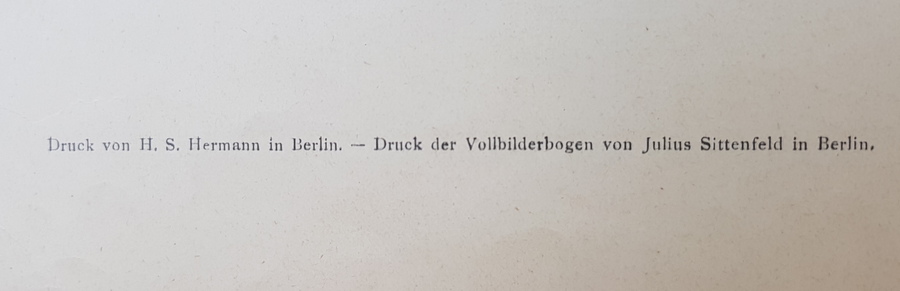 Druck von H. S. Hermann in Berlin. — Druck der Vollbilderbogen von Julius Sittenfeld in Berlin.